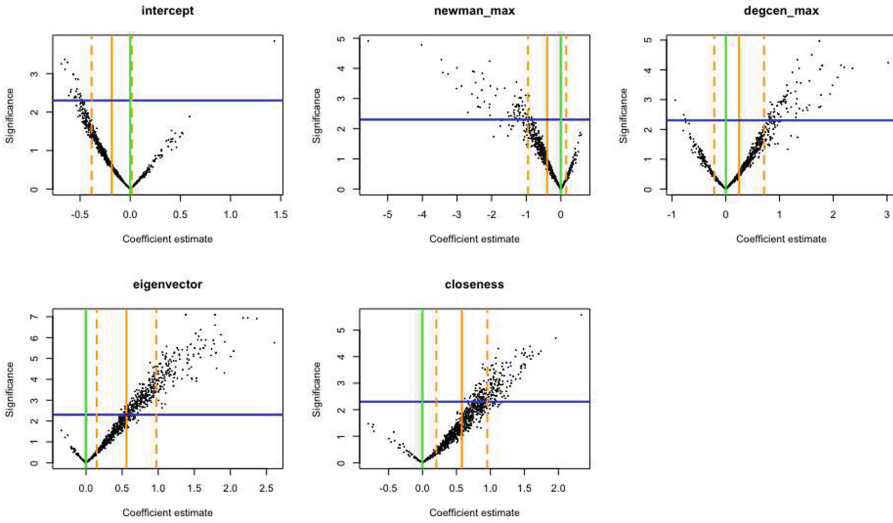 intercept
Significance
0 1 2 3
-0.5 0.0 0.5 1.0 1.5
Coefficient estimate
newman_max
Significance
0 1 2 3 4 5
-5 -4 -3 -2 -1 0
Coefficient estimate
degcen_max
Significance
0 1 2 3 4 5
-1 0 1 2 3
Coefficient estimate
eigenvector
Significance
0 1 2 3 4 5 6 7
0.0 0.5 1.0 1.5 2.0 2.5
Coefficient estimate
closeness
Significance
0 1 2 3 4 5
-0.5 0.0 0.5 1.0 1.5 2.0
Coefficient estimate